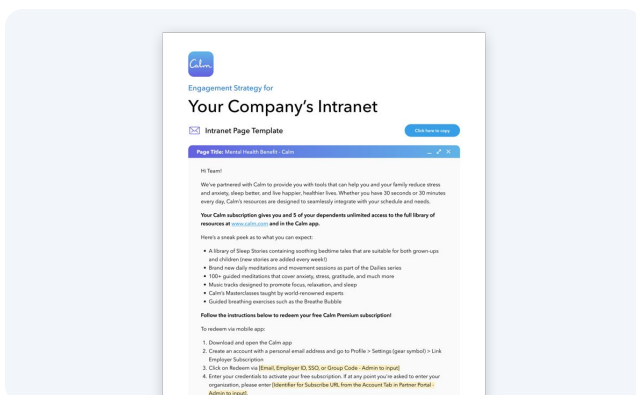 Calm
Engagement Strategy for
Your Company's Intranet
Intranet Page Template
Click here to copy
Page Title: Mental Health Benefit - Calm
Hi Team!
We've partnered with Calm to provide you with tools that can help you and your family reduce stress
and anxiety, sleep better, and live happier, healthier lives. Whether you have 30 seconds or 30 minutes
every day, Calm's resources are designed to seamlessly integrate with your schedule and needs.
Your Calm subscription gives you and 5 of your dependents unlimited access to the full library of
resources at www.calm.com and in the Calm app.
Here's a sneak peek as to what you can expect:
• A library of Sleep Stories containing soothing bedtime tales that are suitable for both grown-ups
and children (new stories are added every week!)
• Brand new daily meditations and movement sessions as part of the Dailies series
• 100+ guided meditations that cover anxiety, stress, gratitude, and much more
• Music tracks designed to promote focus, relaxation, and sleep
• Calm's Masterclasses taught by world-renowned experts
• Guided breathing exercises such as the Breathe Bubble
Follow the instructions below to redeem your free Calm Premium subscription!
To redeem via mobile app:
1. Download and open the Calm app
2. Create an account with a personal email address and go to Profile > Settings (gear symbol) > Link
Employer Subscription
3. Click on Redeem via [Email, Employer ID, SSO, or Group Code - Admin to input]
4. Enter your credentials to activate your free subscription. If at any point you're asked to enter your
organization, please enter [Identifier for Subscribe URL from the Account Tab in Partner Portal -
Admin to input].